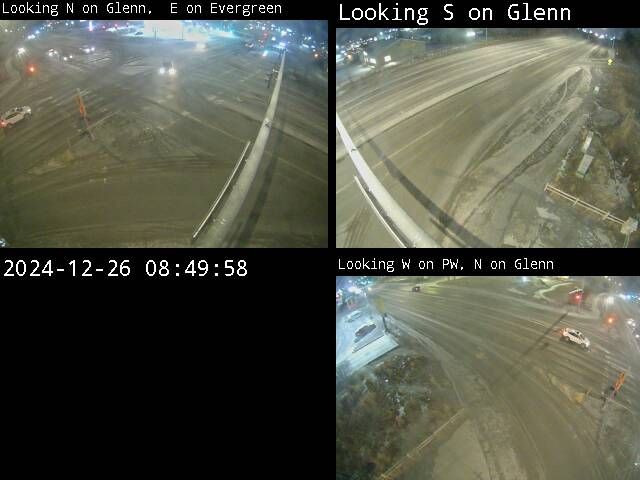 Looking N on Glenn,  E on Evergreen
Looking S on Glenn
2024-12-26 08:49:58
Looking W on PW, N on Glenn